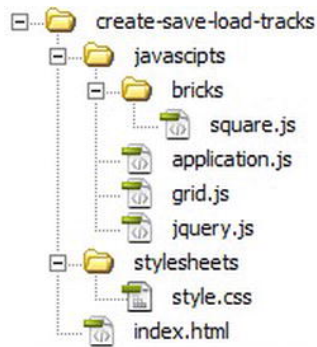 create-save-load-tracks
javascipts
bricks
square.js
application.js
grid.js
jquery.js
stylesheets
style.css
index.html